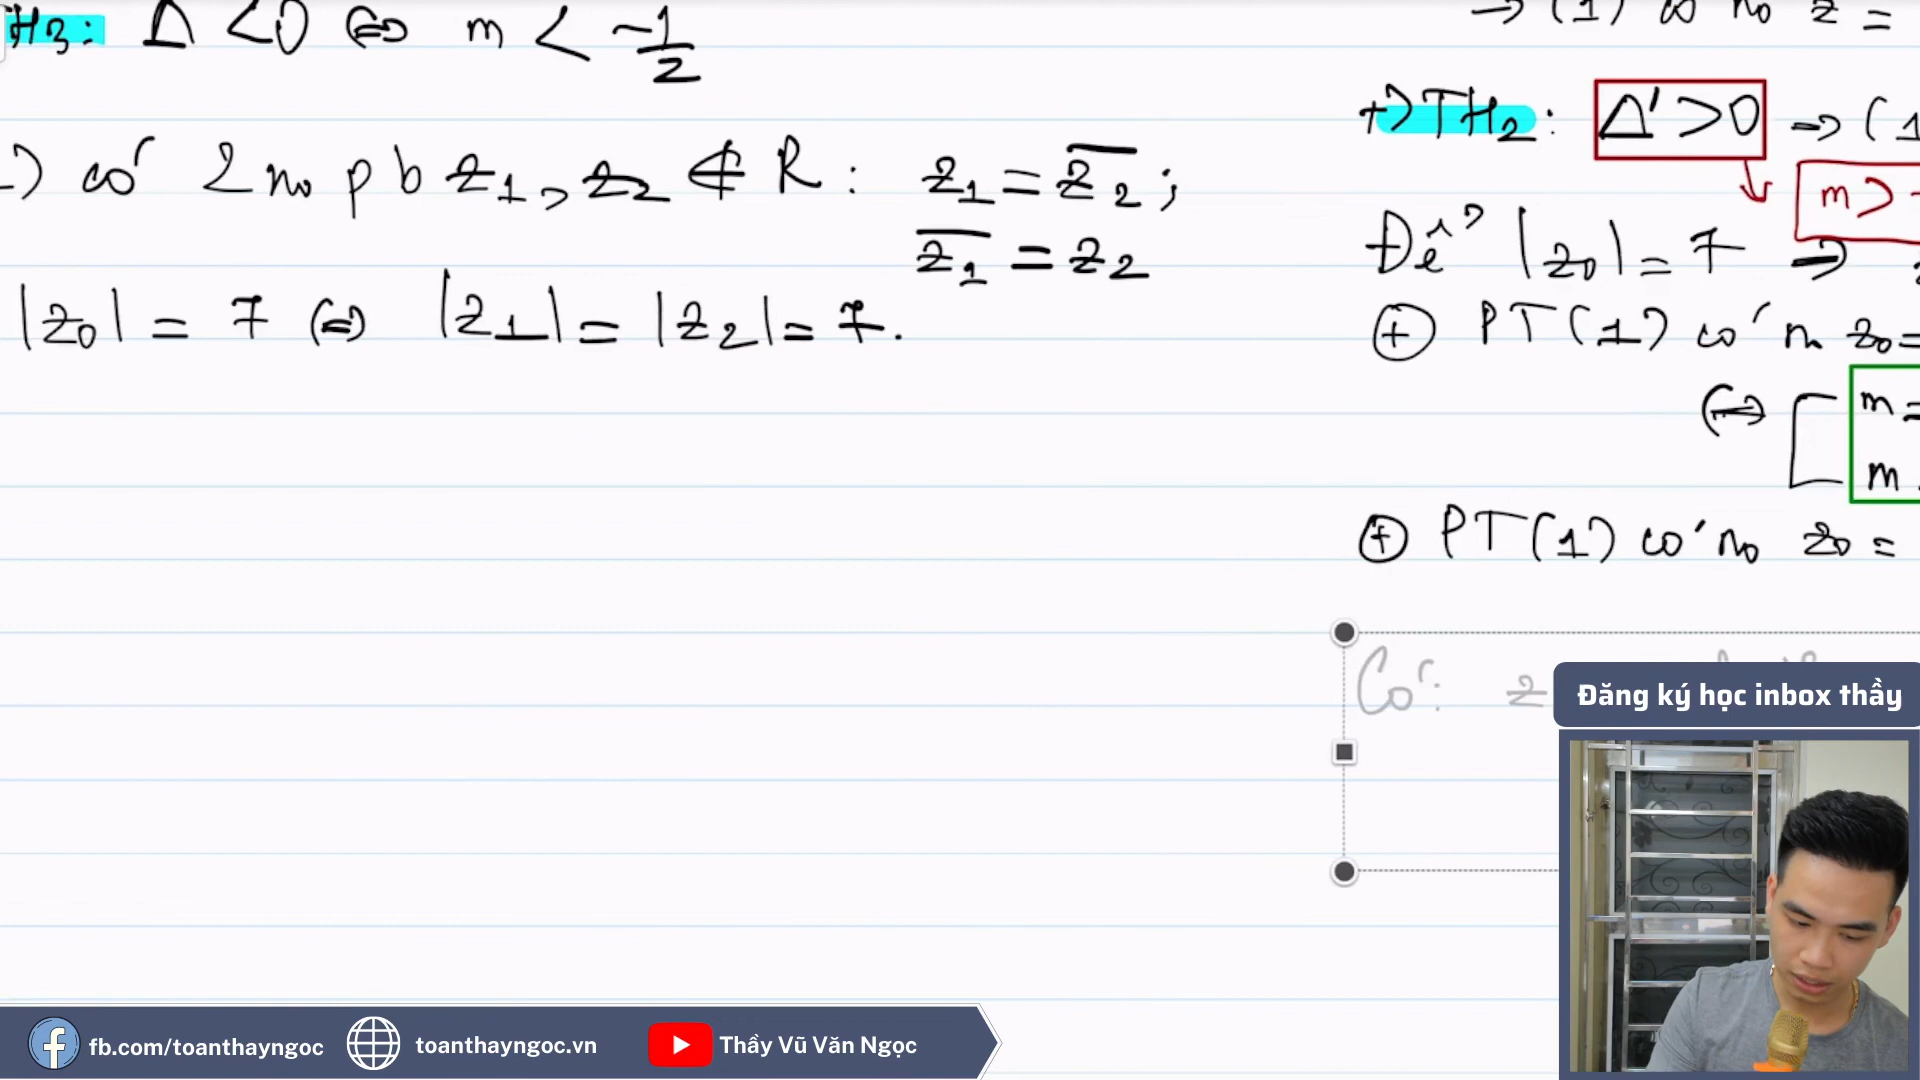 H3: Δ < 0 ⇔ m < -1/2
) có 2 no pb z1, z2 ∉ R : z1 = z̄2 ;
z̄1 = z2
|z0| = 7 ⇔ |z1| = |z2| = 7.
→ (1) có no z =
+) TH2 : Δ' > 0 → (1
m >
Để |z0| = 7 →
⊕ PT(1) có n z0 =
⇔ [ m =
m
⊕ PT(1) có no z0 =
Có: z
Đăng ký học inbox thầy
fb.com/toanthayngoc
toanthayngoc.vn
Thầy Vũ Văn Ngọc